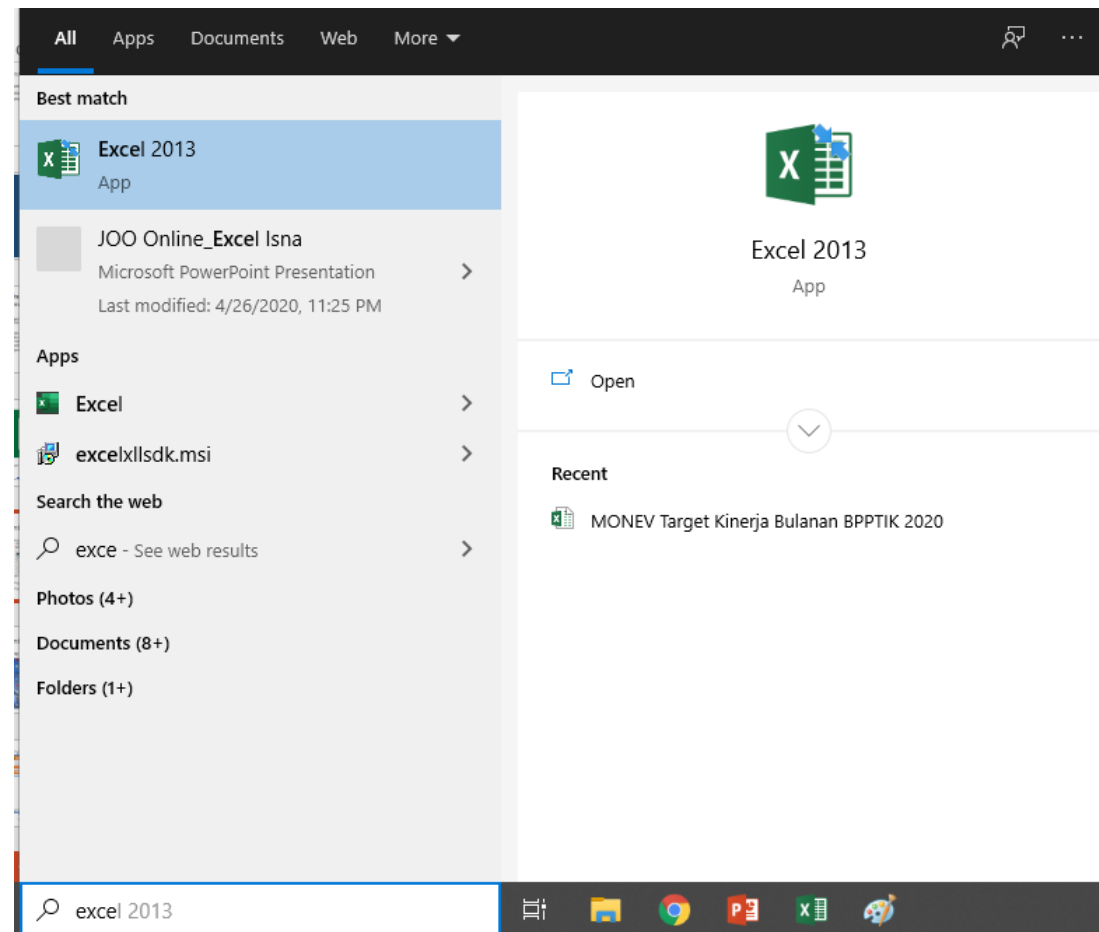 All Apps Documents Web More
Best match
Excel 2013
App
JOO Online_Excel Isna
Microsoft PowerPoint Presentation
Last modified: 4/26/2020, 11:25 PM
Apps
Excel
excelxllsdk.msi
Search the web
exce - See web results
Photos (4+)
Documents (8+)
Folders (1+)
excel 2013
Excel 2013
App
Open
Recent
MONEV Target Kinerja Bulanan BPPTIK 2020